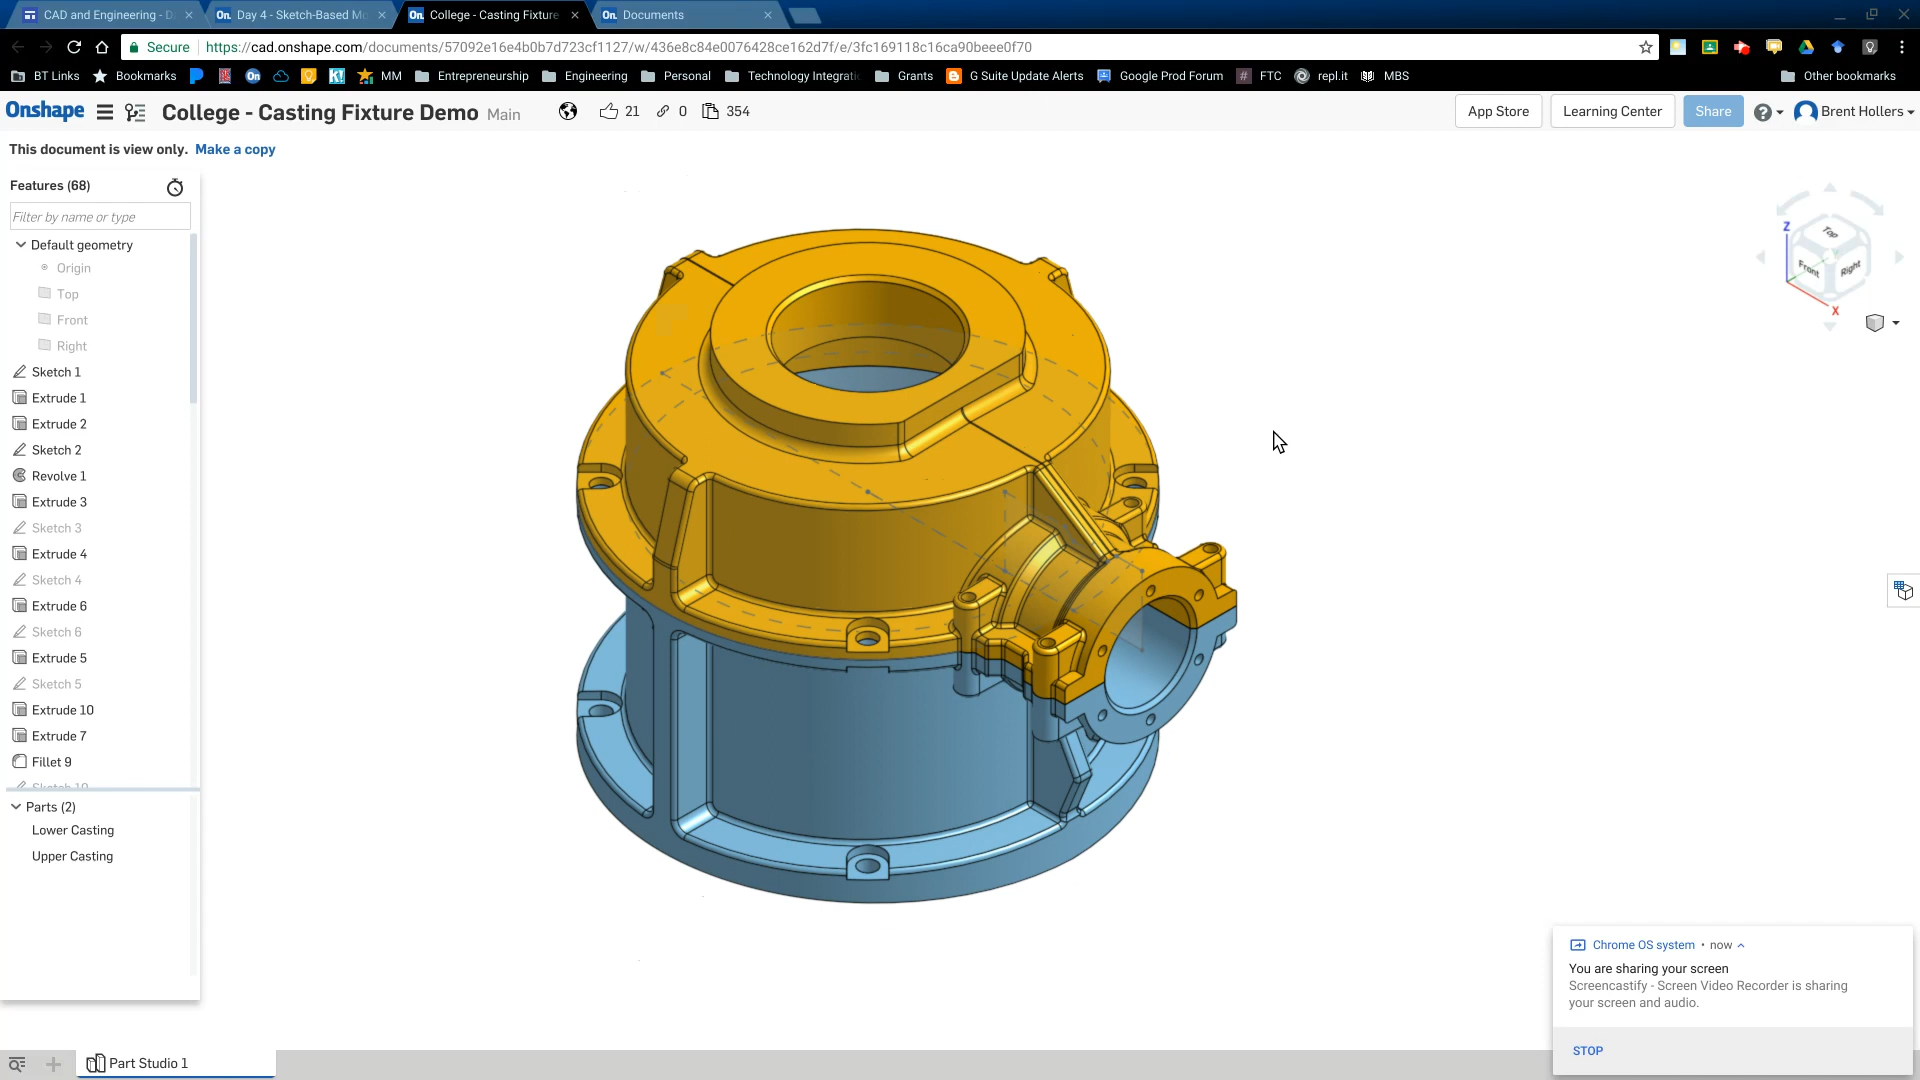 CAD and Engineering - D
Day 4 - Sketch-Based Mo
College - Casting Fixture
Documents
Secure https://cad.onshape.com/documents/57092e16e4b0b7d723cf1127/w/436e8c84e0076428ce162d7f/e/3fc169118c16ca90beee0f70
BT Links Bookmarks On K! MM Entrepreneurship Engineering Personal Technology Integratio Grants G Suite Update Alerts Google Prod Forum # FTC repl.it MBS Other bookmarks
Onshape College - Casting Fixture Demo Main 21 0 354 App Store Learning Center Share Brent Hollers
This document is view only. Make a copy
Features (68)
Filter by name or type
Default geometry
Origin
Top
Front
Right
Sketch 1
Extrude 1
Extrude 2
Sketch 2
Revolve 1
Extrude 3
Sketch 3
Extrude 4
Sketch 4
Extrude 6
Sketch 6
Extrude 5
Sketch 5
Extrude 10
Extrude 7
Fillet 9
Sketch 10
Parts (2)
Lower Casting
Upper Casting
Z
Top
Front
Right
X
Chrome OS system • now
You are sharing your screen
Screencastify - Screen Video Recorder is sharing
your screen and audio.
STOP
Part Studio 1